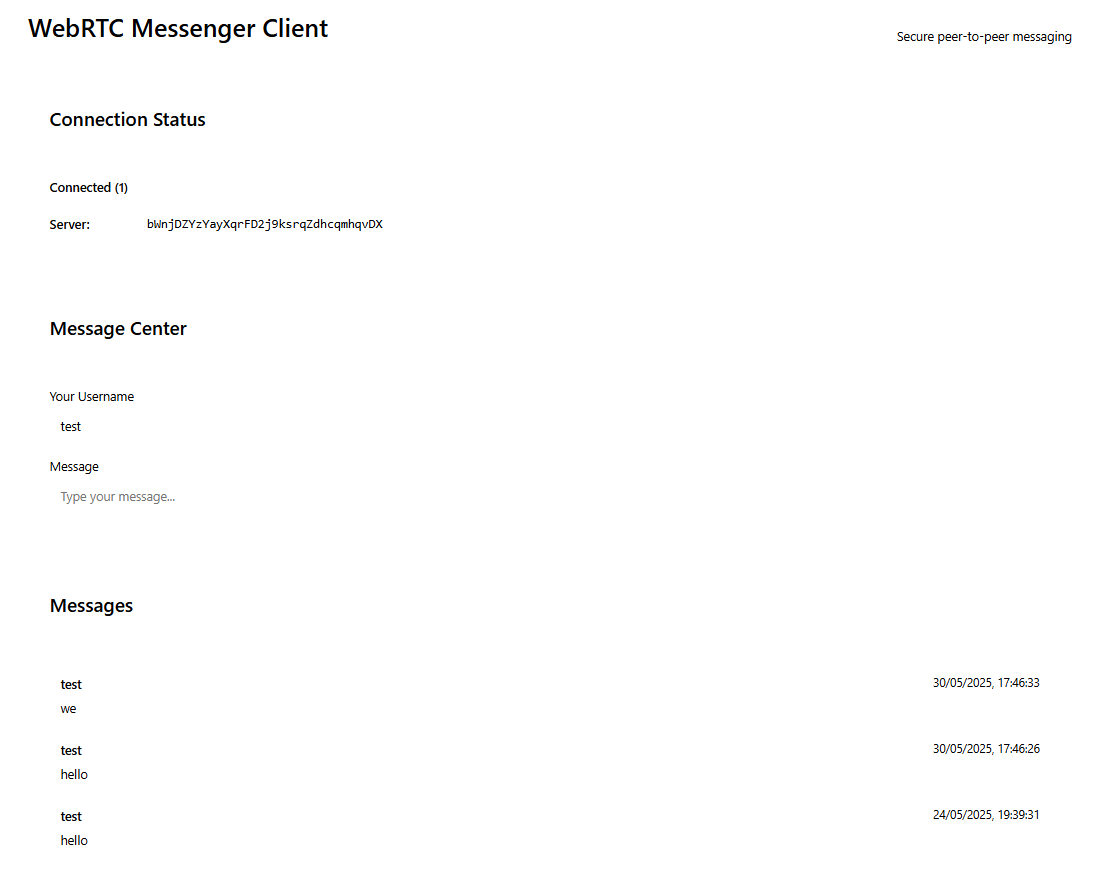 WebRTC Messenger Client
Secure peer-to-peer messaging
Connection Status
Connected (1)
Server: bWnjDZYzYayXqrFD2j9ksrqZdhcqmhqvDX
Message Center
Your Username
test
Message
Type your message...
Messages
test 30/05/2025, 17:46:33
we
test 30/05/2025, 17:46:26
hello
test 24/05/2025, 19:39:31
hello